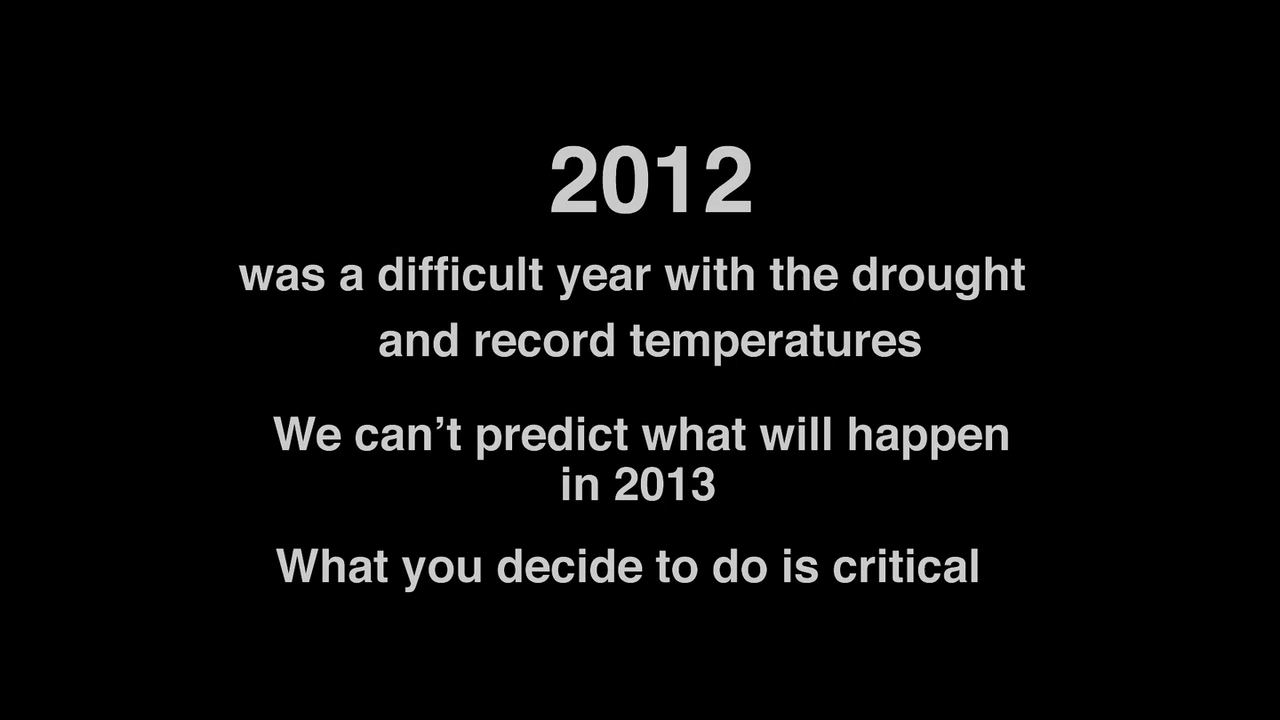 2012
was a difficult year with the drought
and record temperatures
We can’t predict what will happen
in 2013
What you decide to do is critical